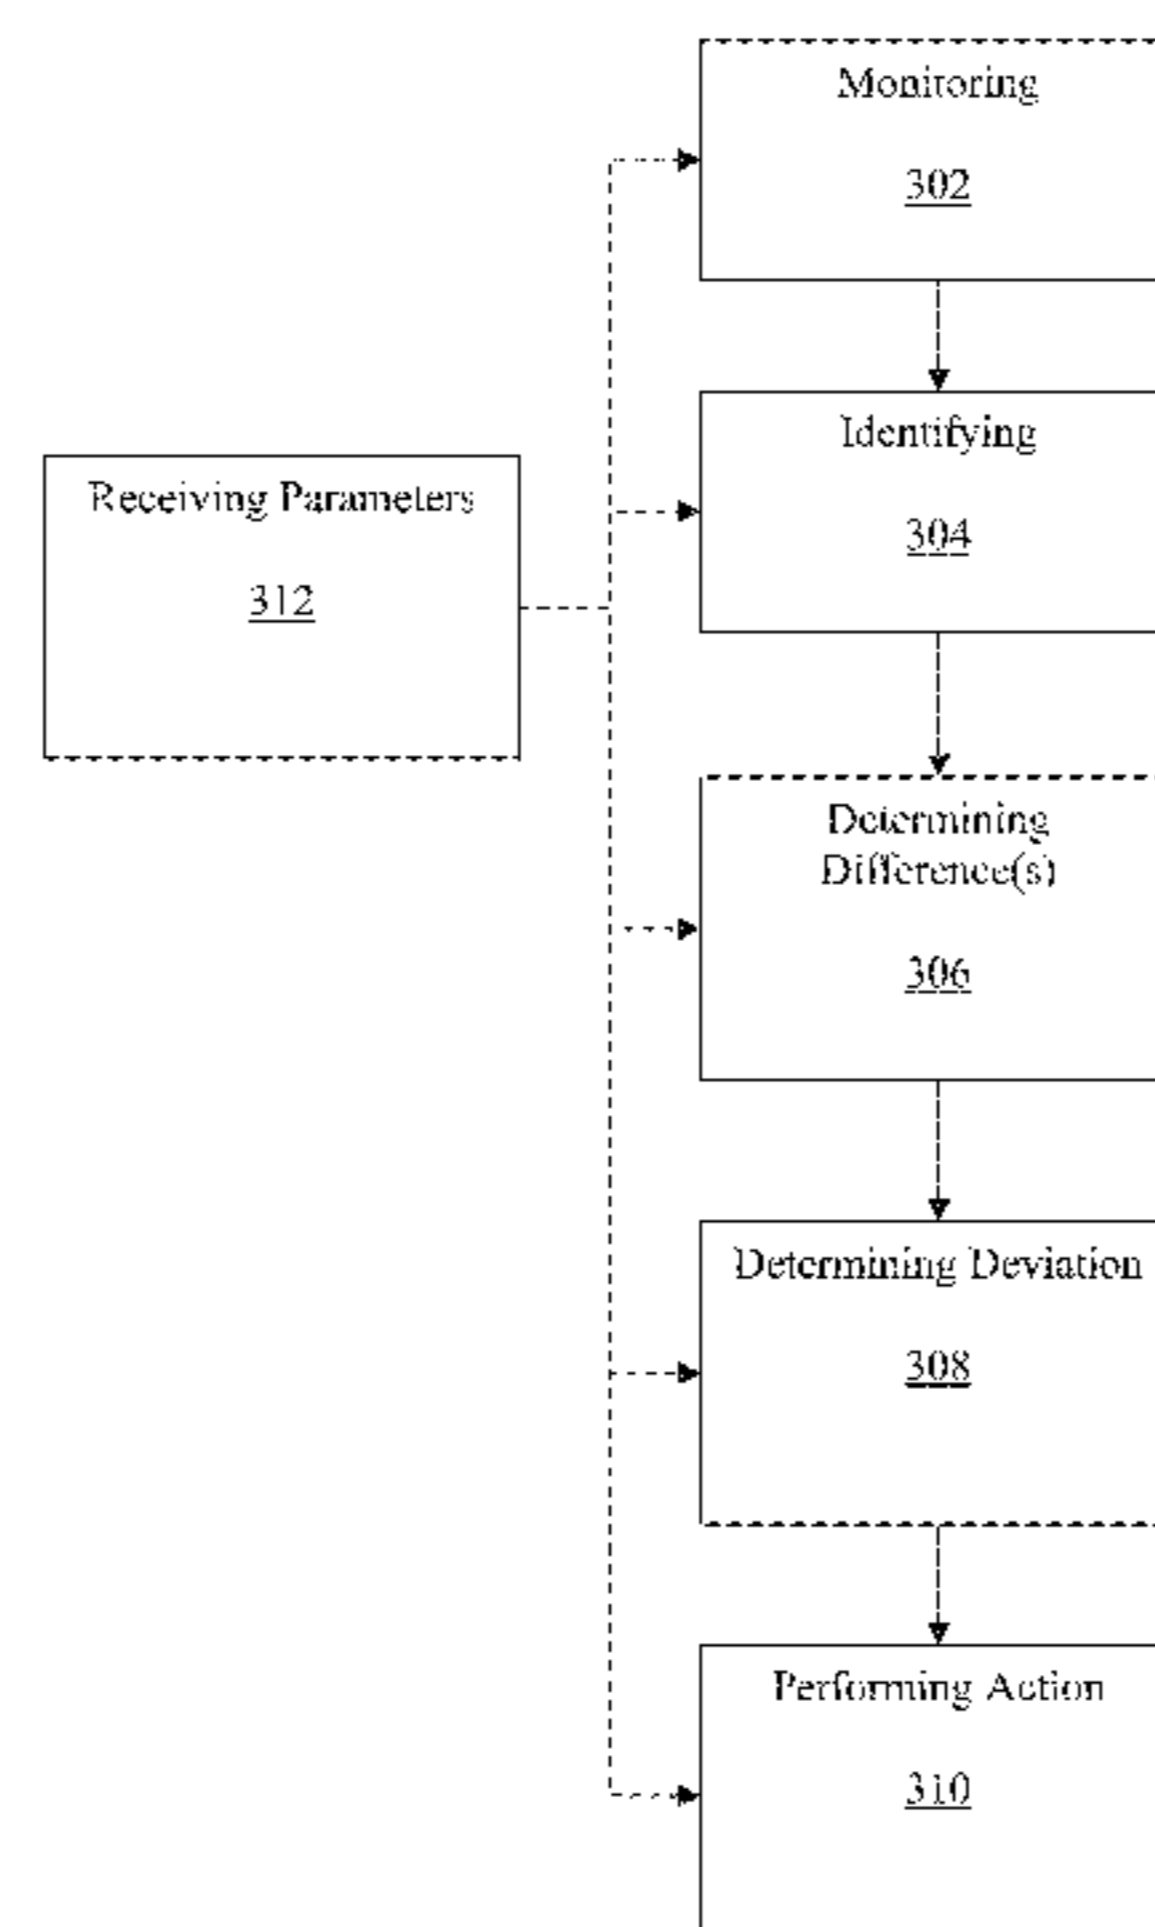 Monitoring
302
Identifying
304
Receiving Parameters
312
Determining
Difference(s)
306
Determining Deviation
308
Performing Action
310